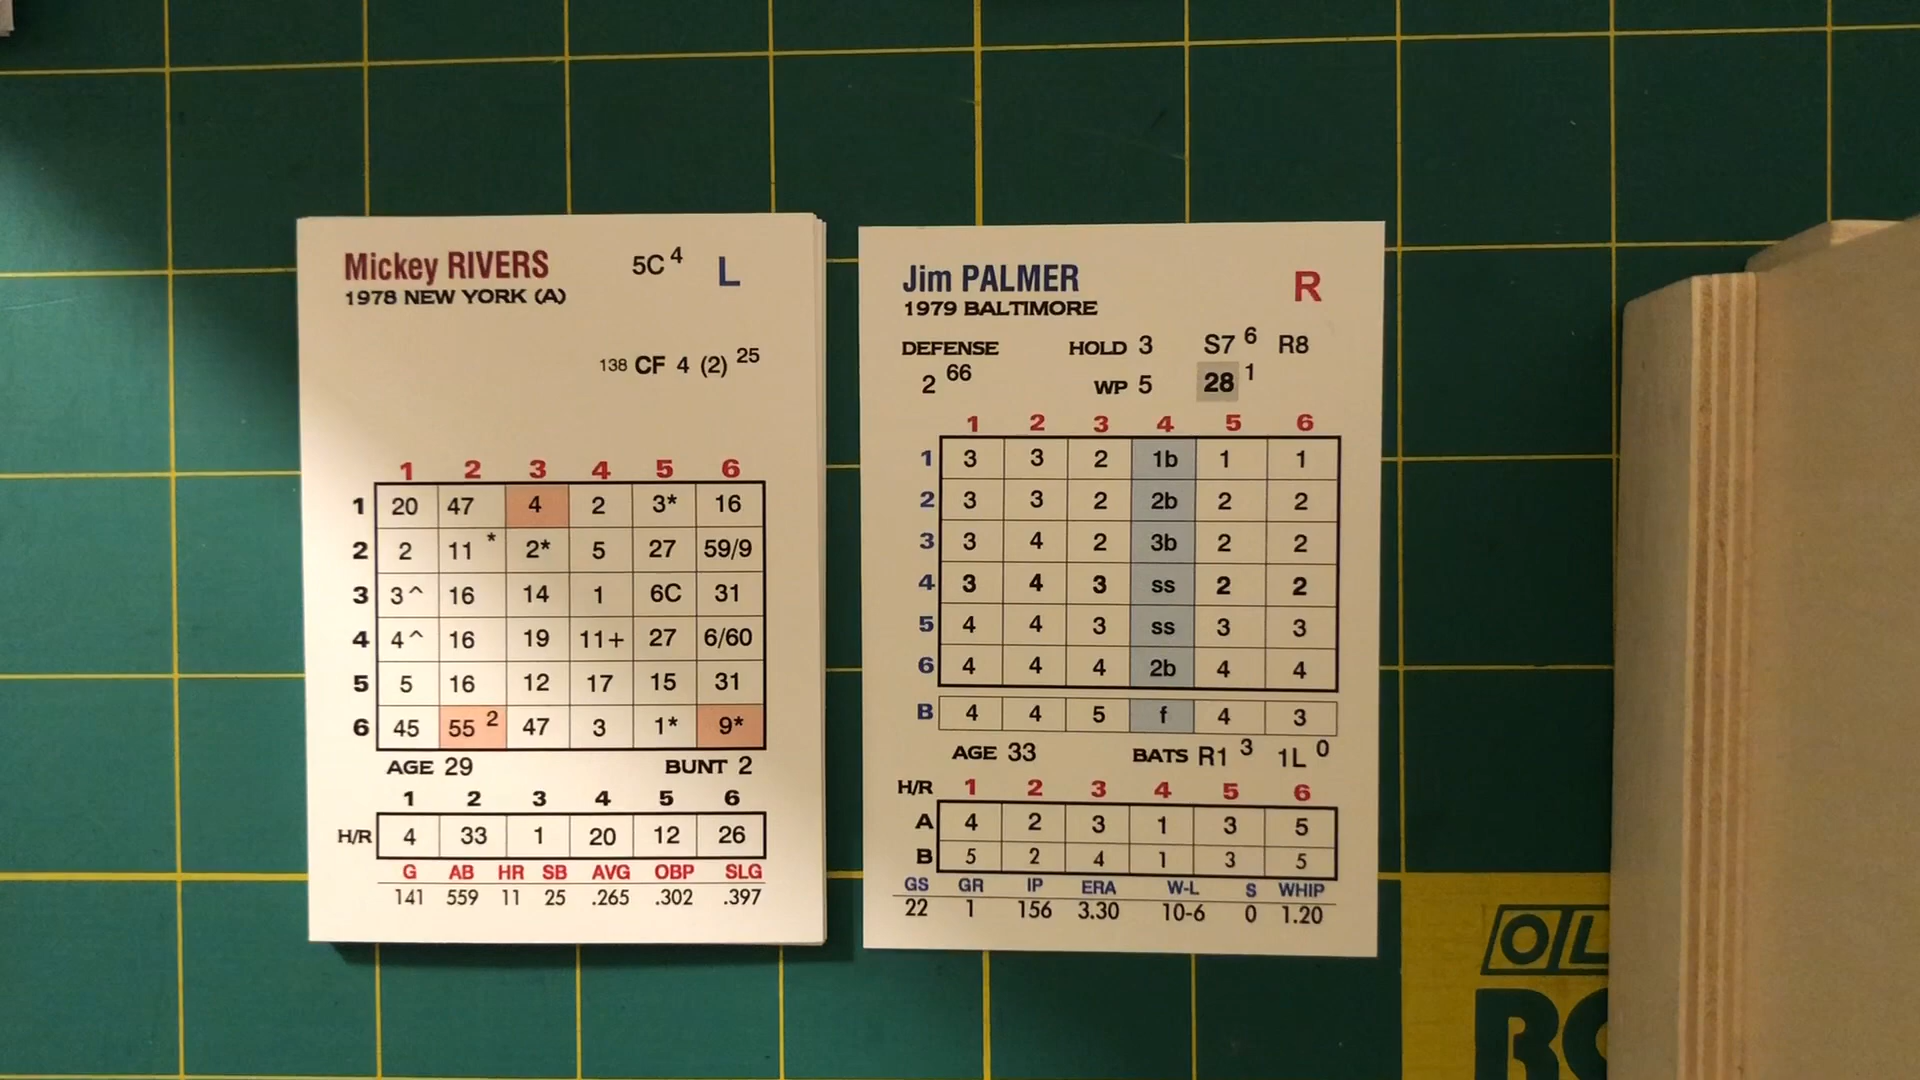 Mickey RIVERS 5C 4 L
1978 NEW YORK (A)
138 CF 4 (2) 25
1 2 3 4 5 6
1 20 47 4 2 3* 16
2 2 11 * 2* 5 27 59/9
3 3^ 16 14 1 6C 31
4 4^ 16 19 11+ 27 6/60
5 5 16 12 17 15 31
6 45 55 2 47 3 1* 9*
AGE 29 BUNT 2
1 2 3 4 5 6
H/R 4 33 1 20 12 26
G AB HR SB AVG OBP SLG
141 559 11 25 .265 .302 .397
Jim PALMER R
1979 BALTIMORE
DEFENSE HOLD 3 S7 6 R8
2 66 WP 5 28 1
1 2 3 4 5 6
1 3 3 2 1b 1 1
2 3 3 2 2b 2 2
3 3 4 2 3b 2 2
4 3 4 3 ss 2 2
5 4 4 3 ss 3 3
6 4 4 4 2b 4 4
B 4 4 5 f 4 3
AGE 33 BATS R1 3 1L 0
H/R 1 2 3 4 5 6
A 4 2 3 1 3 5
B 5 2 4 1 3 5
GS GR IP ERA W-L S WHIP
22 1 156 3.30 10-6 0 1.20